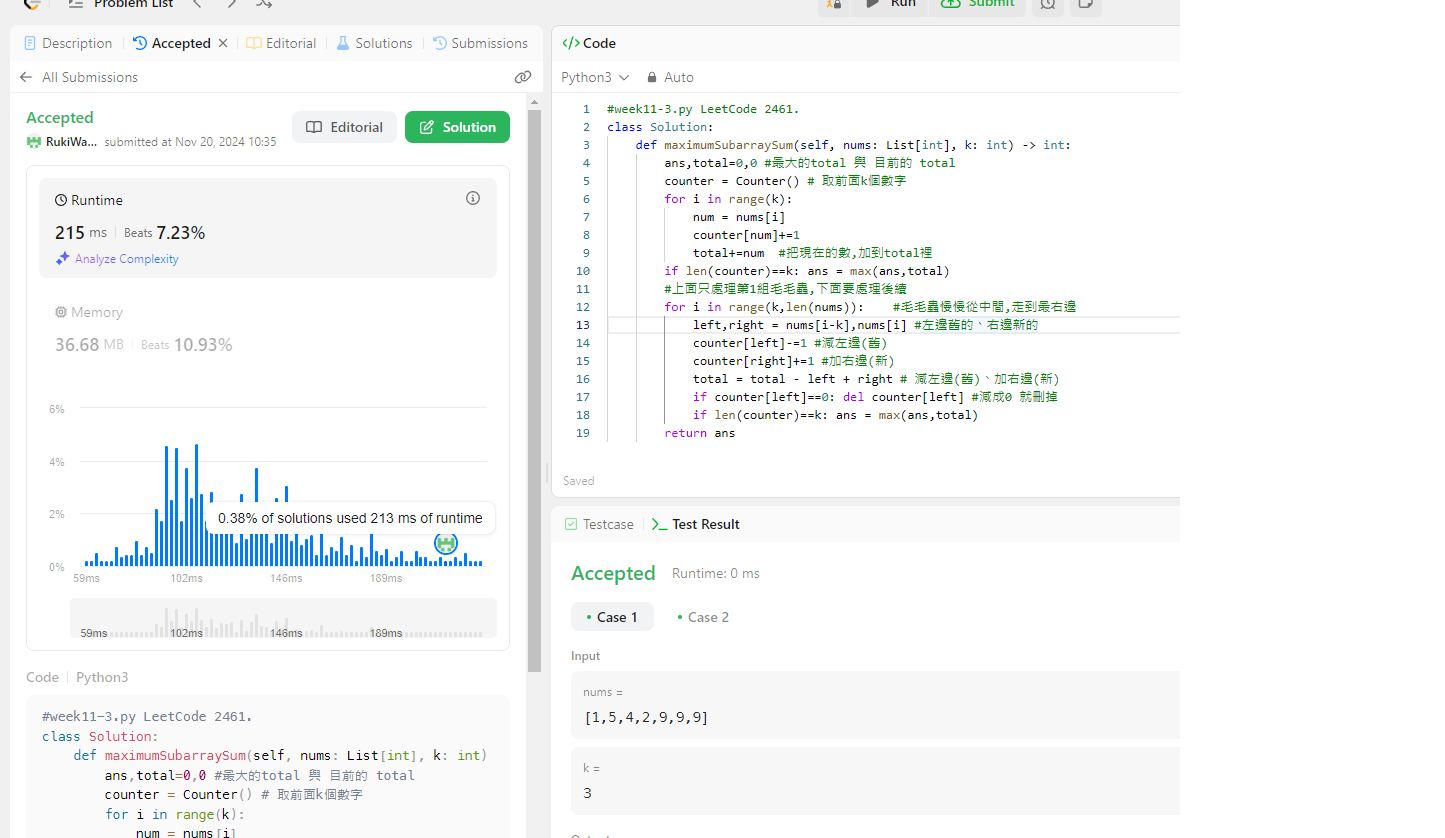 Problem List
Run
Submit
Description
Accepted
Editorial
Solutions
Submissions
All Submissions
Accepted
RukiWa... submitted at Nov 20, 2024 10:35
Editorial
Solution
Runtime
215 ms Beats 7.23%
Analyze Complexity
Memory
36.68 MB Beats 10.93%
6%
4%
2%
0%
0.38% of solutions used 213 ms of runtime
59ms 102ms 146ms 189ms
59ms 102ms 146ms 189ms
Code Python3
#week11-3.py LeetCode 2461.
class Solution:
def maximumSubarraySum(self, nums: List[int], k: int)
ans,total=0,0 #最大的total 與 目前的 total
counter = Counter() # 取前面k個數字
for i in range(k):
num = nums[i]
Code
Python3 Auto
1 #week11-3.py LeetCode 2461.
2 class Solution:
3 def maximumSubarraySum(self, nums: List[int], k: int) -> int:
4 ans,total=0,0 #最大的total 與 目前的 total
5 counter = Counter() # 取前面k個數字
6 for i in range(k):
7 num = nums[i]
8 counter[num]+=1
9 total+=num #把現在的數,加到total裡
10 if len(counter)==k: ans = max(ans,total)
11 #上面只處理第1組毛毛蟲,下面要處理後續
12 for i in range(k,len(nums)): #毛毛蟲慢慢從中間,走到最右邊
13 left,right = nums[i-k],nums[i] #左邊舊的、右邊新的
14 counter[left]-=1 #減左邊(舊)
15 counter[right]+=1 #加右邊(新)
16 total = total - left + right # 減左邊(舊)、加右邊(新)
17 if counter[left]==0: del counter[left] #減成0 就刪掉
18 if len(counter)==k: ans = max(ans,total)
19 return ans
Saved
Testcase
Test Result
Accepted Runtime: 0 ms
Case 1
Case 2
Input
nums =
[1,5,4,2,9,9,9]
k =
3